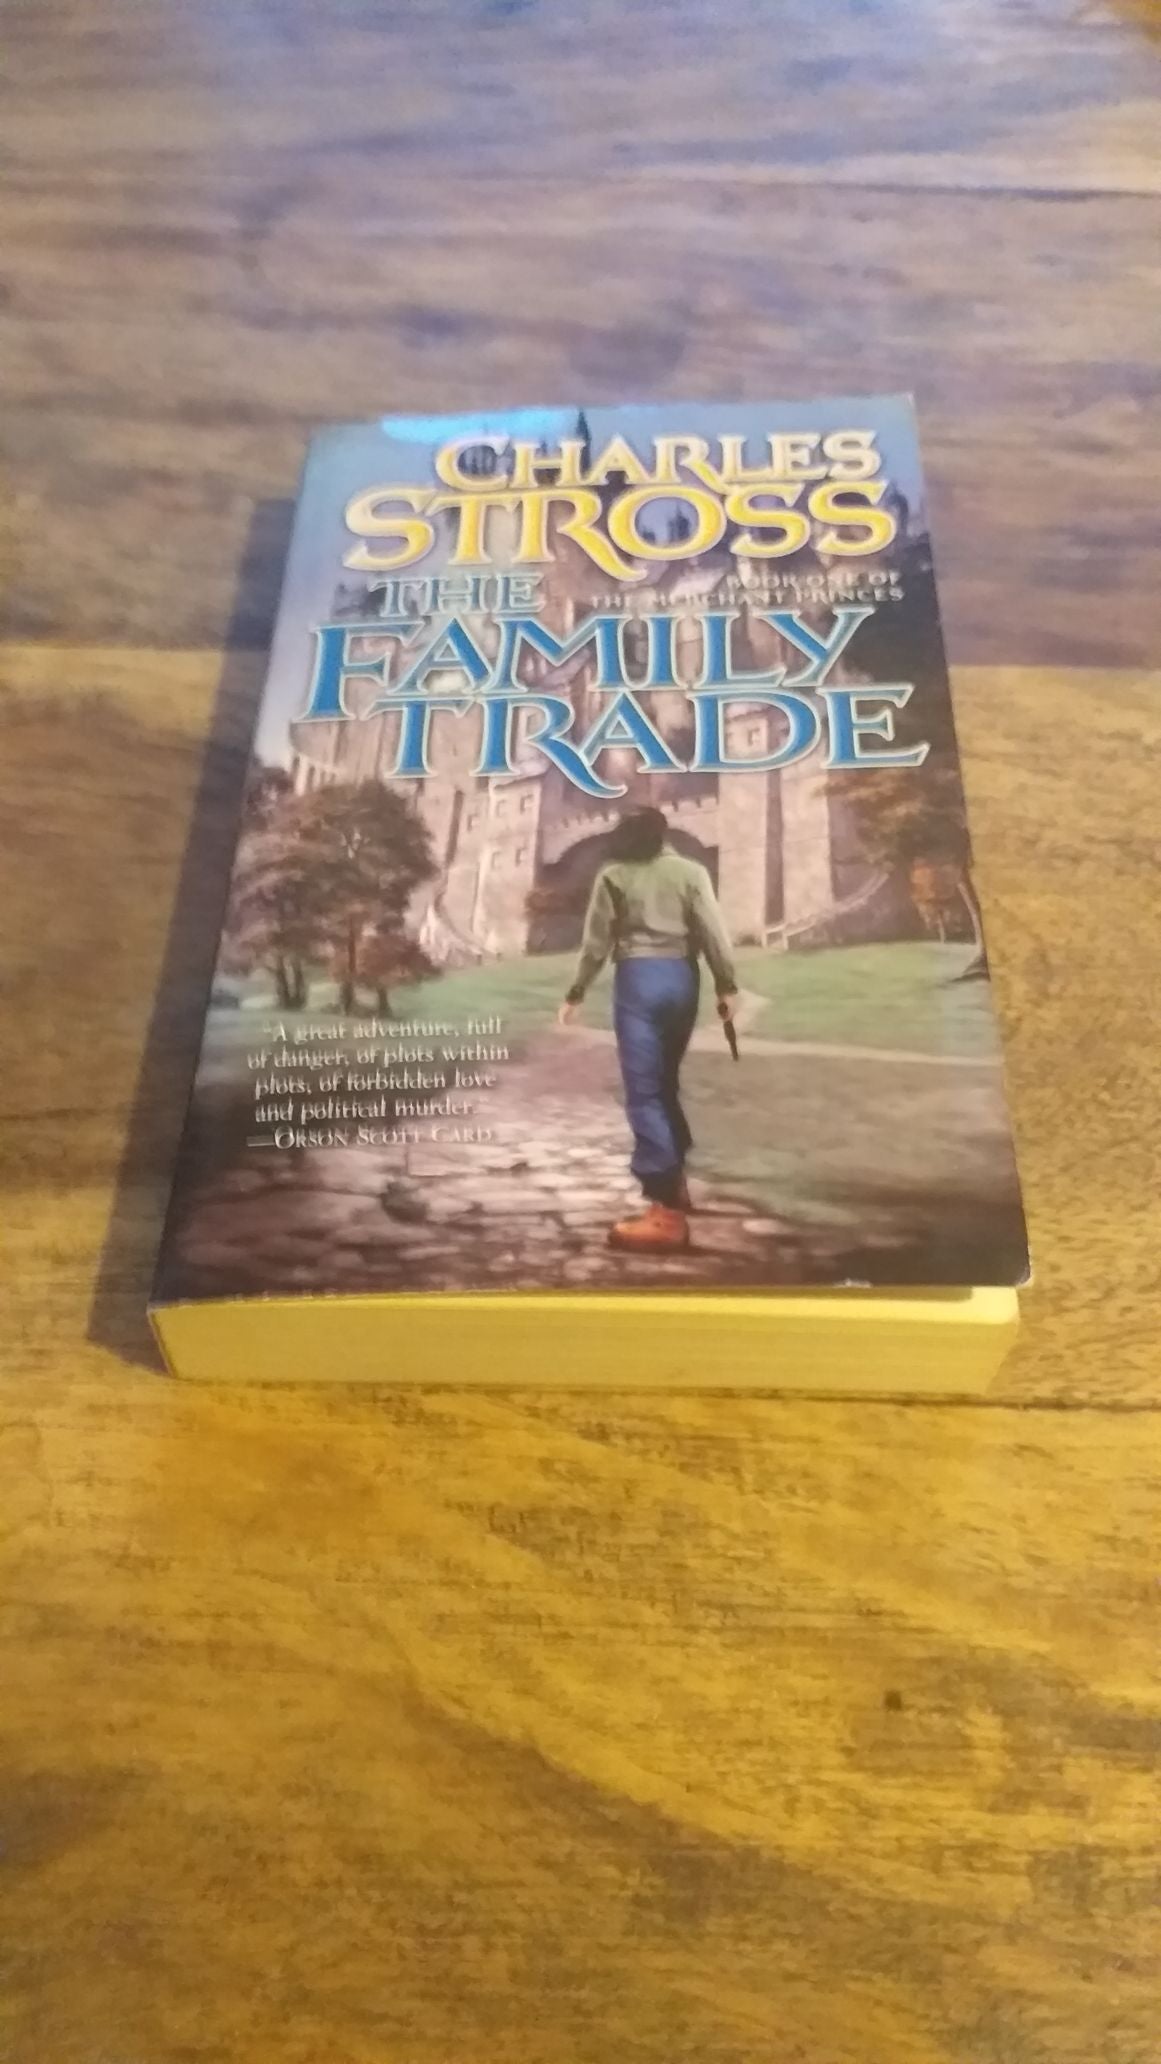 CHARLES
STROSS
BOOK ONE OF
THE MERCHANT PRINCES
THE
FAMILY
TRADE
"A great adventure, full
of danger, of plots within
plots, of forbidden love
and political murder."
—ORSON SCOTT CARD